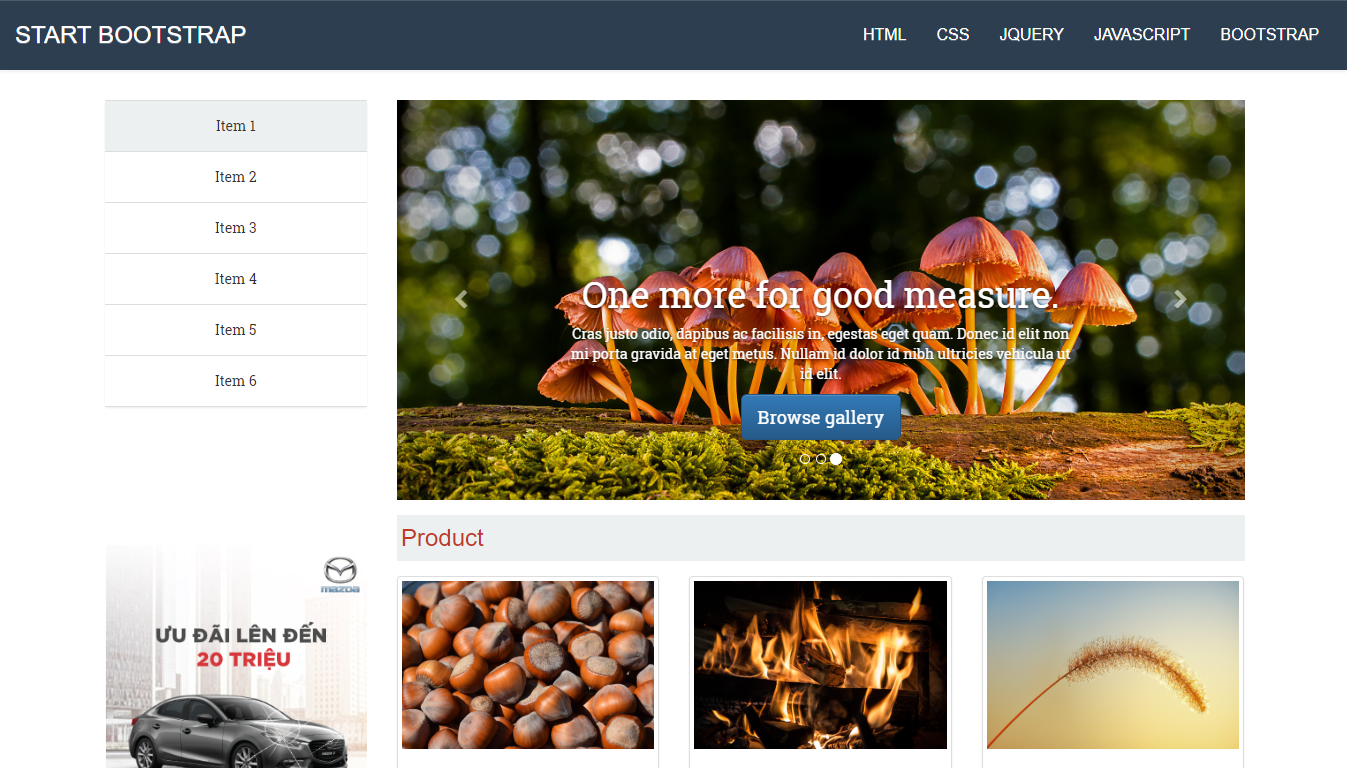 START BOOTSTRAP
HTML CSS JQUERY JAVASCRIPT BOOTSTRAP
Item 1
Item 2
Item 3
Item 4
Item 5
Item 6
One more for good measure.
Cras justo odio, dapibus ac facilisis in, egestas eget quam. Donec id elit non
mi porta gravida at eget metus. Nullam id dolor id nibh ultricies vehicula ut
id elit.
Browse gallery
Product
mazda
ƯU ĐÃI LÊN ĐẾN
20 TRIỆU